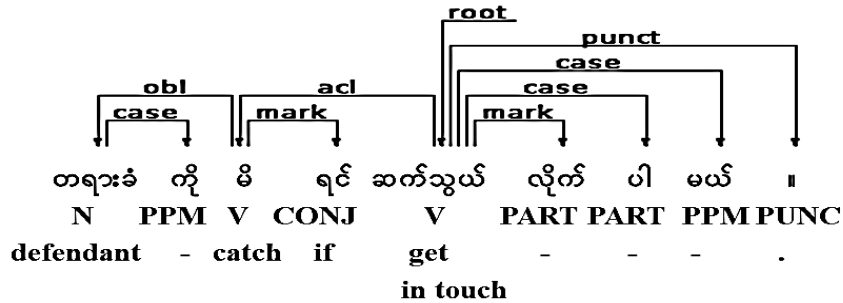 root
punct
case
obl acl case
case mark mark
တရားခံ ကို မိ ရင် ဆက်သွယ် လိုက် ပါ မယ် ။
N PPM V CONJ V PART PART PPM PUNC
defendant - catch if get - - - .
in touch